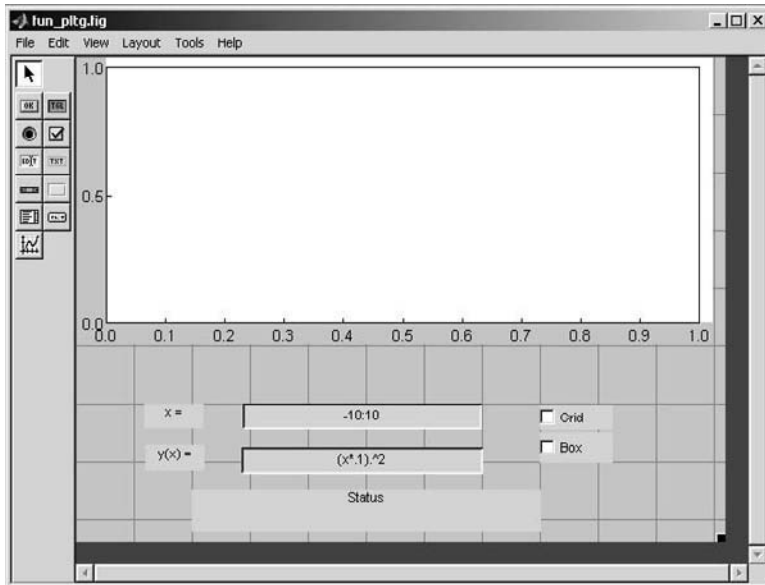 fun_pltg.fig
File Edit View Layout Tools Help
OK TGL
EDIT TXT
1.0
0.5
0.0
0.0 0.1 0.2 0.3 0.4 0.5 0.6 0.7 0.8 0.9 1.0
x = -10:10
Grid
y(x) = (x*.1).^2
Box
Status